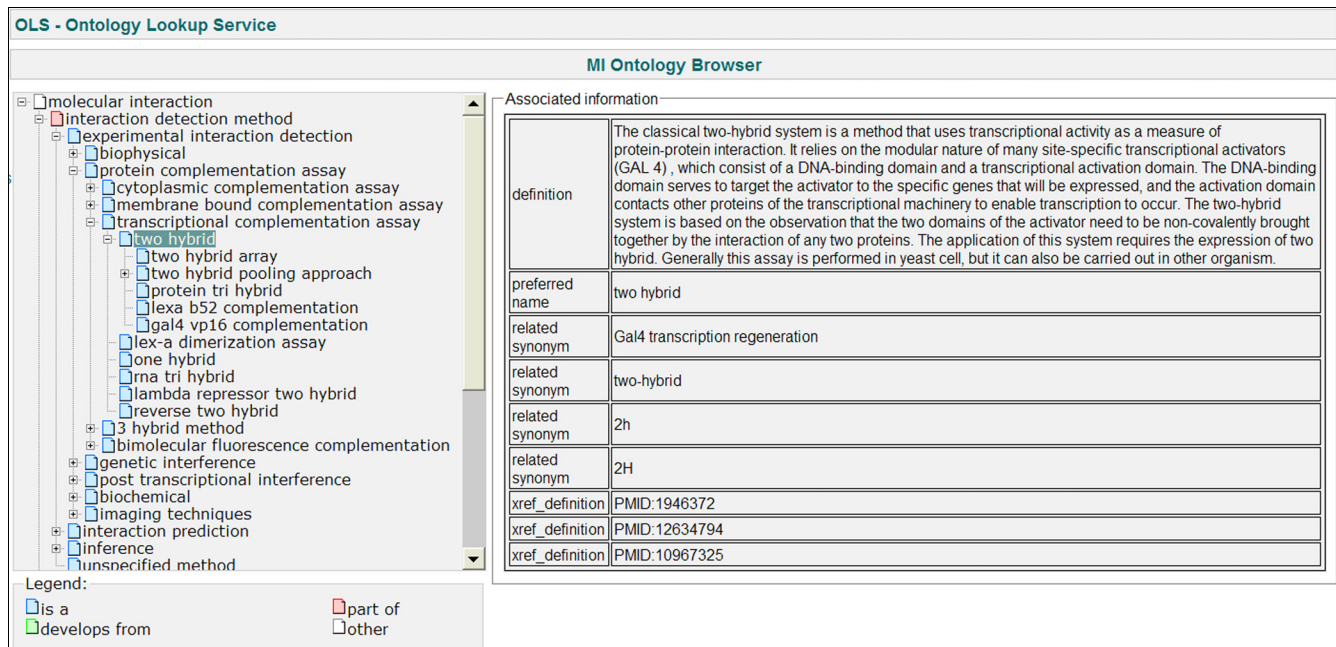 OLS - Ontology Lookup Service
MI Ontology Browser
molecular interaction
interaction detection method
experimental interaction detection
biophysical
protein complementation assay
cytoplasmic complementation assay
membrane bound complementation assay
transcriptional complementation assay
two hybrid
two hybrid array
two hybrid pooling approach
protein tri hybrid
lexa b52 complementation
gal4 vp16 complementation
lex-a dimerization assay
one hybrid
rna tri hybrid
lambda repressor two hybrid
reverse two hybrid
3 hybrid method
bimolecular fluorescence complementation
genetic interference
post transcriptional interference
biochemical
imaging techniques
interaction prediction
inference
unspecified method
Legend:
is a
part of
develops from
other
Associated information
definition
The classical two-hybrid system is a method that uses transcriptional activity as a measure of
protein-protein interaction. It relies on the modular nature of many site-specific transcriptional activators
(GAL 4) , which consist of a DNA-binding domain and a transcriptional activation domain. The DNA-binding
domain serves to target the activator to the specific genes that will be expressed, and the activation domain
contacts other proteins of the transcriptional machinery to enable transcription to occur. The two-hybrid
system is based on the observation that the two domains of the activator need to be non-covalently brought
together by the interaction of any two proteins. The application of this system requires the expression of two
hybrid. Generally this assay is performed in yeast cell, but it can also be carried out in other organism.
preferred
name
two hybrid
related
synonym
Gal4 transcription regeneration
related
synonym
two-hybrid
related
synonym
2h
related
synonym
2H
xref_definition PMID:1946372
xref_definition PMID:12634794
xref_definition PMID:10967325